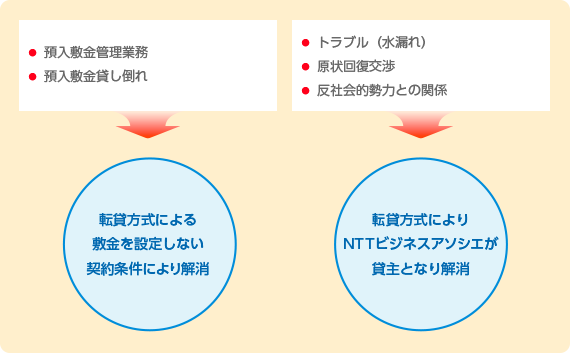 預入敷金管理業務
預入敷金貸し倒れ
トラブル（水漏れ）
原状回復交渉
反社会的勢力との関係
転貸方式による
敷金を設定しない
契約条件により解消
転貸方式により
NTTビジネスアソシエが
貸主となり解消